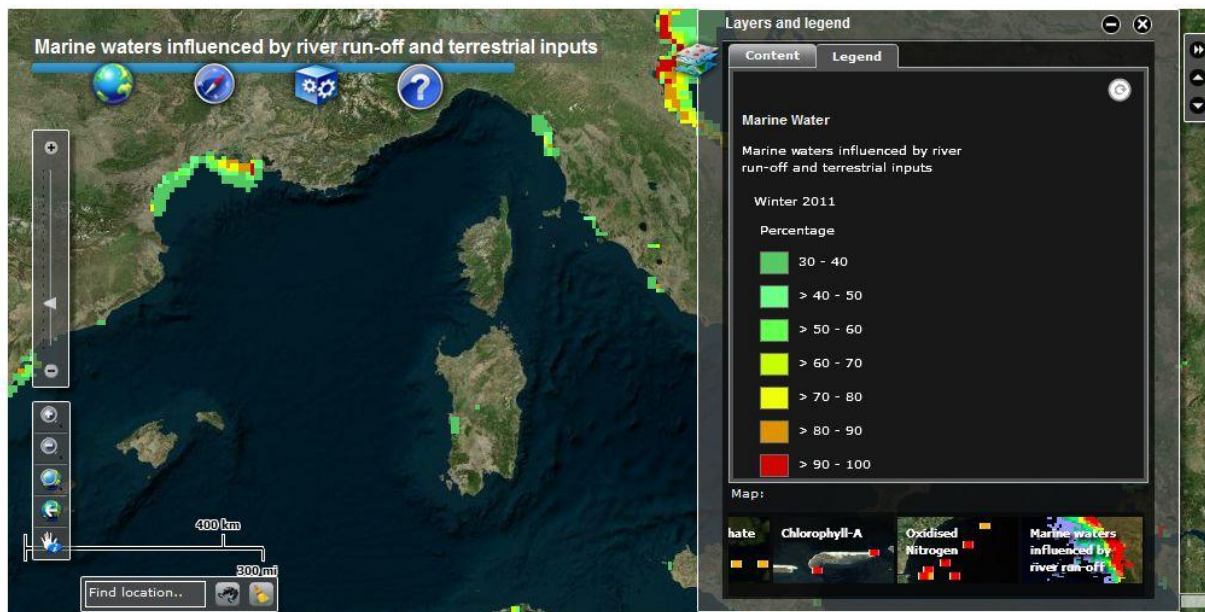 Marine waters influenced by river run-off and terrestrial inputs
?
400 km
300 mi
Find location..
Layers and legend
Content
Legend
Marine Water
Marine waters influenced by river
run-off and terrestrial inputs
Winter 2011
Percentage
30 - 40
> 40 - 50
> 50 - 60
> 60 - 70
> 70 - 80
> 80 - 90
> 90 - 100
Map:
hate
Chlorophyll-A
Oxidised
Nitrogen
Marine waters
influenced by
river run-off